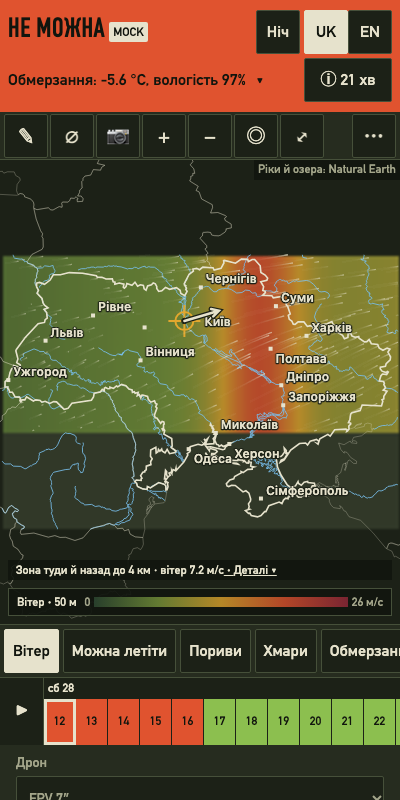 НЕ МОЖНА МОСК
Ніч UK EN
Обмерзання: -5.6 °C, вологість 97% ▾
ⓘ 21 хв
Ріки й озера: Natural Earth
Чернігів
Суми
Рівне
Київ
Харків
Львів
Вінниця
Полтава
Ужгород
Дніпро
Запоріжжя
Миколаїв
Одеса Херсон
Сімферополь
Зона туди й назад до 4 км · вітер 7.2 м/с · Деталі ▾
Вітер · 50 м 0 26 м/с
Вітер Можна летіти Пориви Хмари Обмерзан
сб 28
12 13 14 15 16 17 18 19 20 21 22
Дрон
FPV 7″